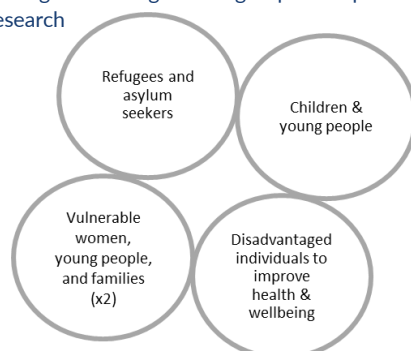 esearch
Refugees and
asylum
seekers
Children &
young people
Vulnerable
women,
young people,
and families
(x2)
Disadvantaged
individuals to
improve
health &
wellbeing